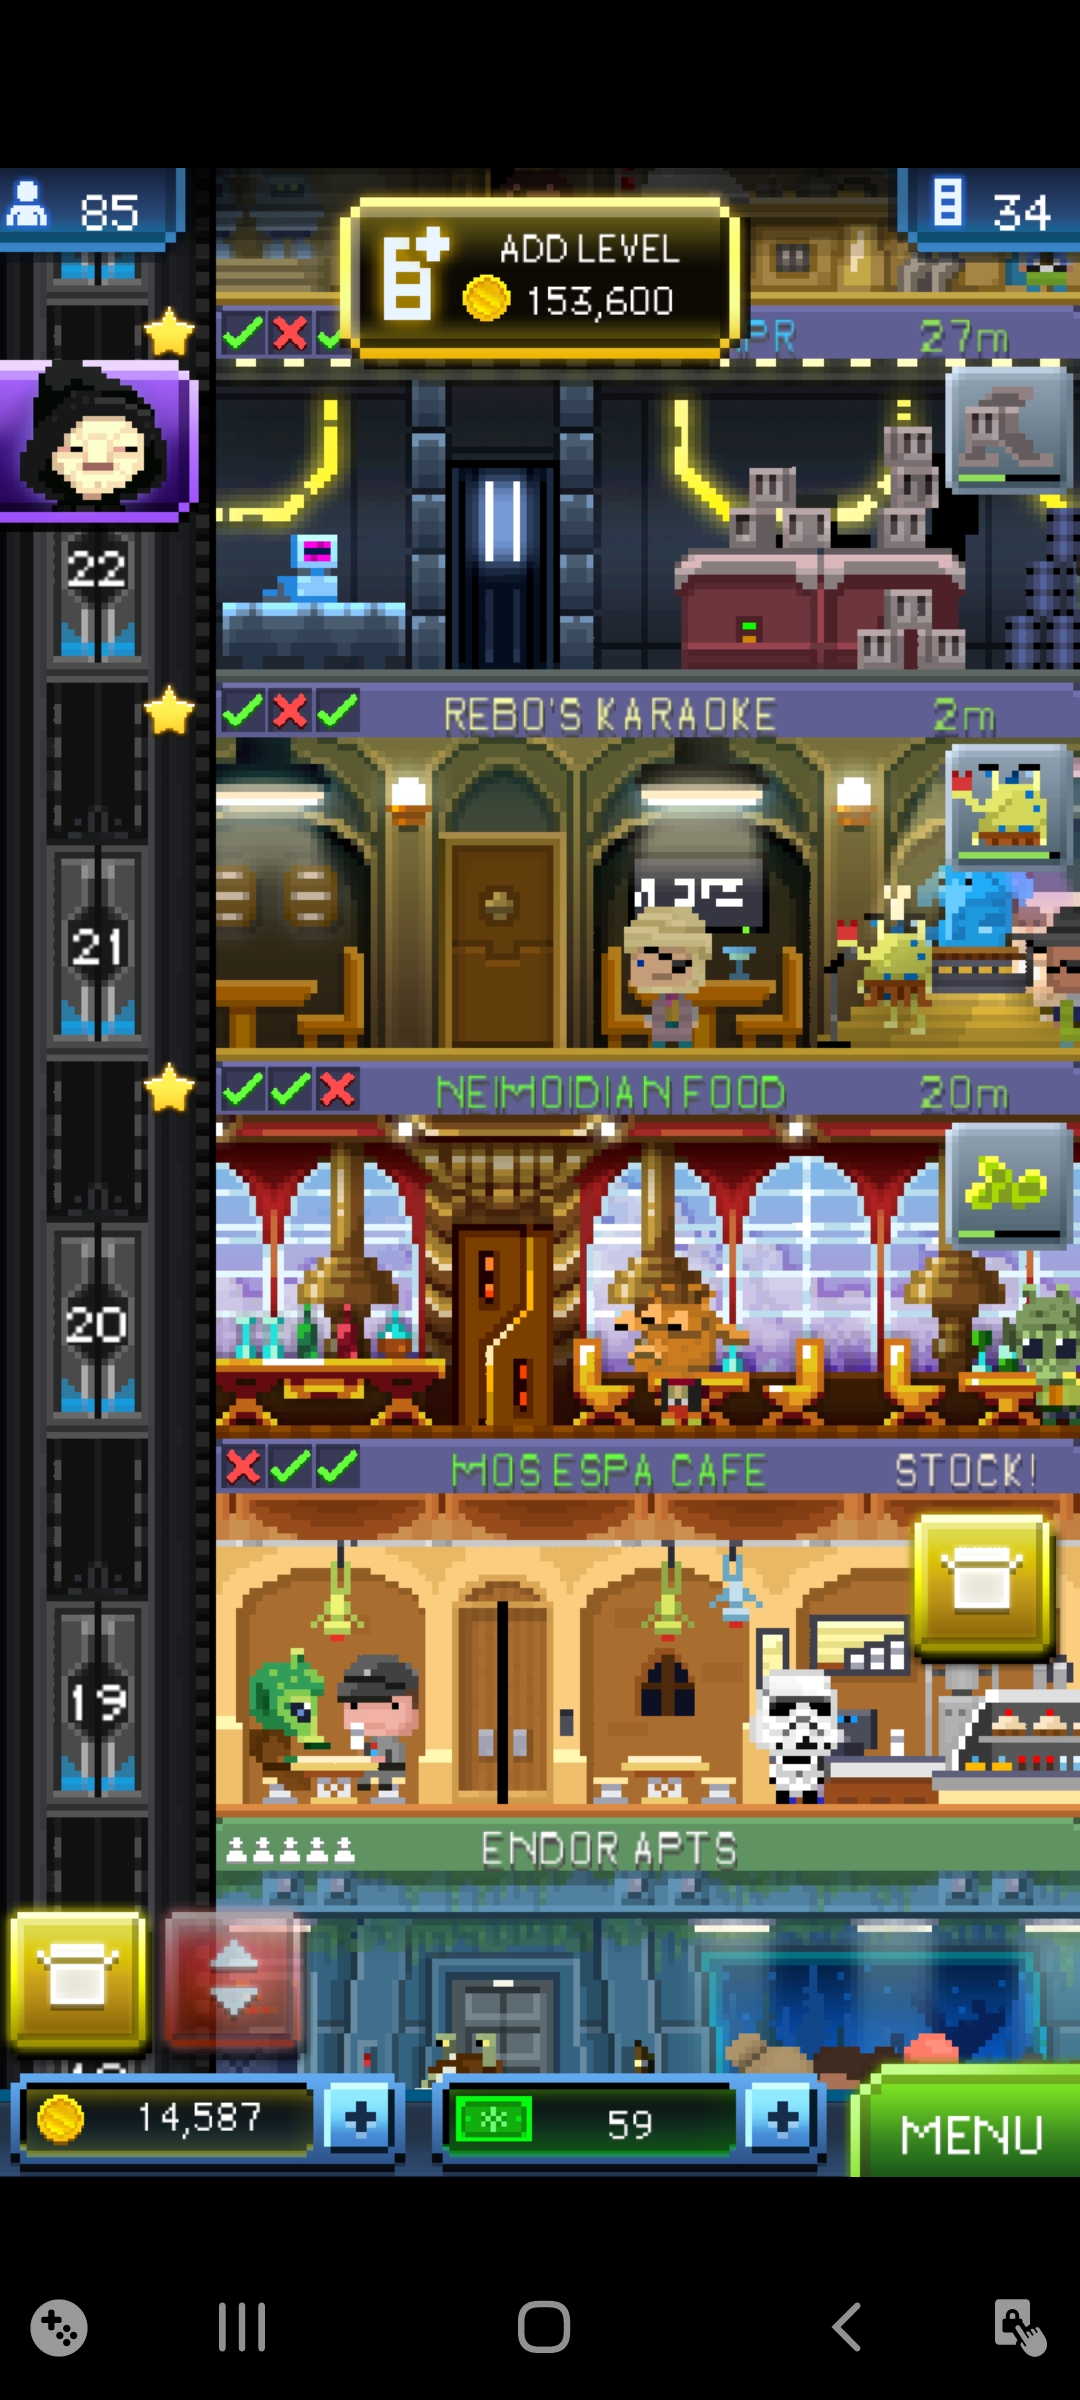 85
34
ADD LEVEL
153,600
27m
22
REBO'S KARAOKE
2m
21
NEIMOIDIAN FOOD
20m
20
MOS ESPA CAFE
STOCK!
19
ENDOR APTS
14,587
59
MENU